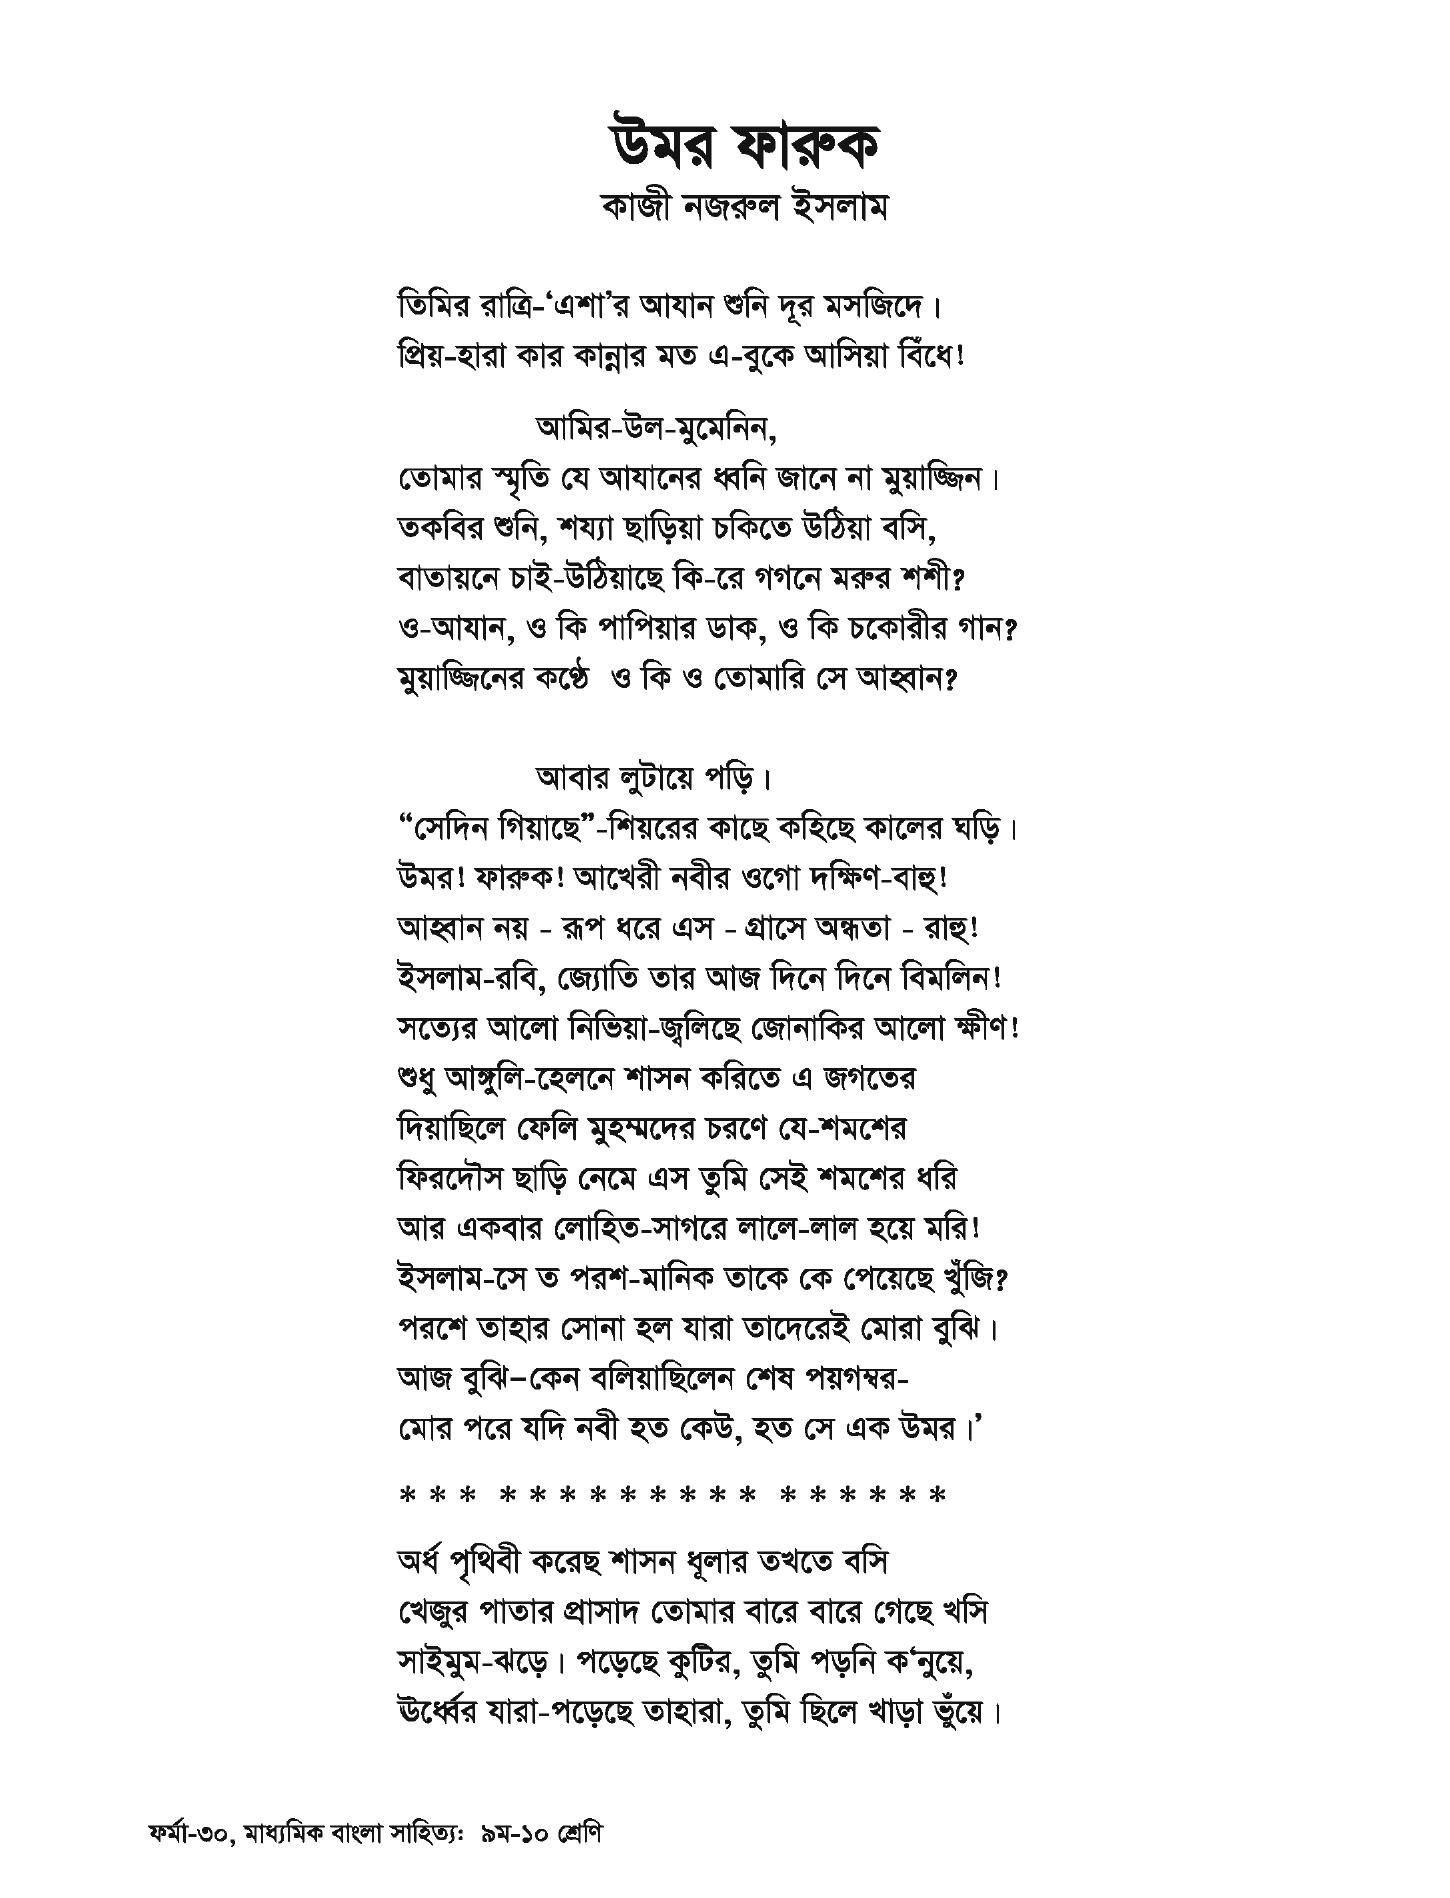 উমর ফারুক
কাজী নজরুল ইসলাম
তিমির রাত্রি-‘এশা’র আযান শুনি দূর মসজিদে।
প্রিয়-হারা কার কান্নার মত এ-বুকে আসিয়া বিঁধে!
আমির-উল-মুমেনিন,
তোমার স্মৃতি যে আযানের ধ্বনি জানে না মুয়াজ্জিন।
তকবির শুনি, শয্যা ছাড়িয়া চকিতে উঠিয়া বসি,
বাতায়নে চাই-উঠিয়াছে কি-রে গগনে মরুর শশী?
ও-আযান, ও কি পাপিয়ার ডাক, ও কি চকোরীর গান?
মুয়াজ্জিনের কণ্ঠে ও কি ও তোমারি সে আহ্বান?
আবার লুটায়ে পড়ি।
“সেদিন গিয়াছে”-শিয়রের কাছে কহিছে কালের ঘড়ি।
উমর! ফারুক! আখেরী নবীর ওগো দক্ষিণ-বাহু!
আহ্বান নয় - রূপ ধরে এস - গ্রাসে অন্ধতা - রাহু!
ইসলাম-রবি, জ্যোতি তার আজ দিনে দিনে বিমলিন!
সত্যের আলো নিভিয়া-জ্বলিছে জোনাকির আলো ক্ষীণ!
শুধু আঙ্গুলি-হেলনে শাসন করিতে এ জগতের
দিয়াছিলে ফেলি মুহম্মদের চরণে যে-শমশের
ফিরদৌস ছাড়ি নেমে এস তুমি সেই শমশের ধরি
আর একবার লোহিত-সাগরে লালে-লাল হয়ে মরি!
ইসলাম-সে ত পরশ-মানিক তাকে কে পেয়েছে খুঁজি?
পরশে তাহার সোনা হল যারা তাদেরেই মোরা বুঝি।
আজ বুঝি–কেন বলিয়াছিলেন শেষ পয়গম্বর-
মোর পরে যদি নবী হত কেউ, হত সে এক উমর।’
* * * * * * * * * * * * * * * * * *
অর্ধ পৃথিবী করেছ শাসন ধূলার তখতে বসি
খেজুর পাতার প্রাসাদ তোমার বারে বারে গেছে খসি
সাইমুম-ঝড়ে। পড়েছে কুটির, তুমি পড়নি ক‘নুয়ে,
ঊর্ধ্বের যারা-পড়েছে তাহারা, তুমি ছিলে খাড়া ভুঁয়ে।
ফর্মা-৩০, মাধ্যমিক বাংলা সাহিত্য: ৯ম-১০ শ্রেণি